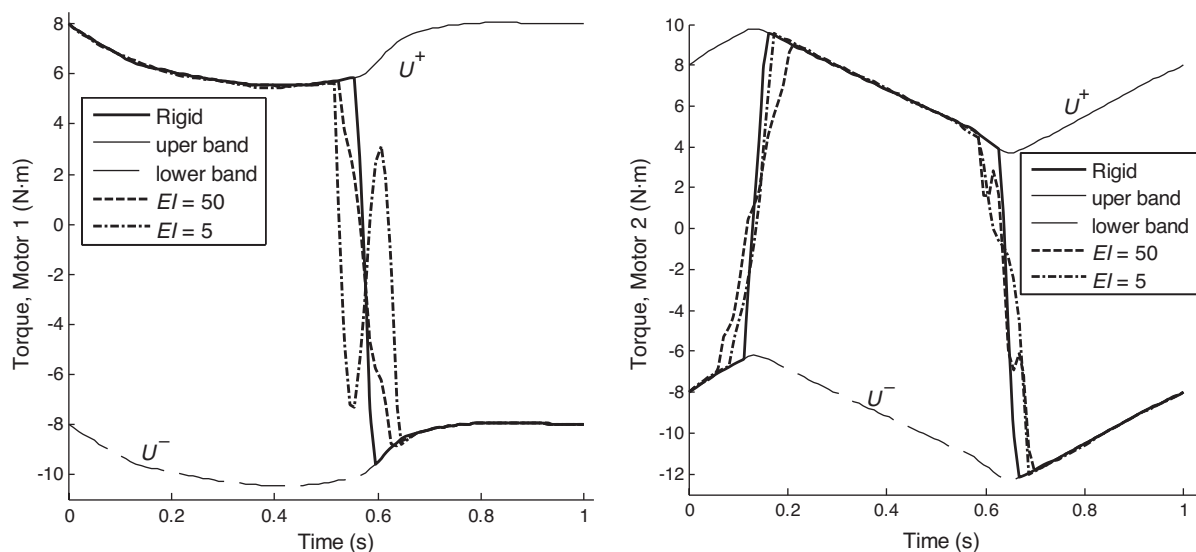 8
6
4
2
0
-2
-4
-6
-8
-10
0
0.2
0.4
0.6
0.8
1
Time (s)
Torque, Motor 1 (N·m)
U+
U−
Rigid
uper band
lower band
EI = 50
EI = 5
10
8
6
4
2
0
-2
-4
-6
-8
-10
-12
0
0.2
0.4
0.6
0.8
1
Time (s)
Torque, Motor 2 (N·m)
U+
U−
Rigid
uper band
lower band
EI = 50
EI = 5